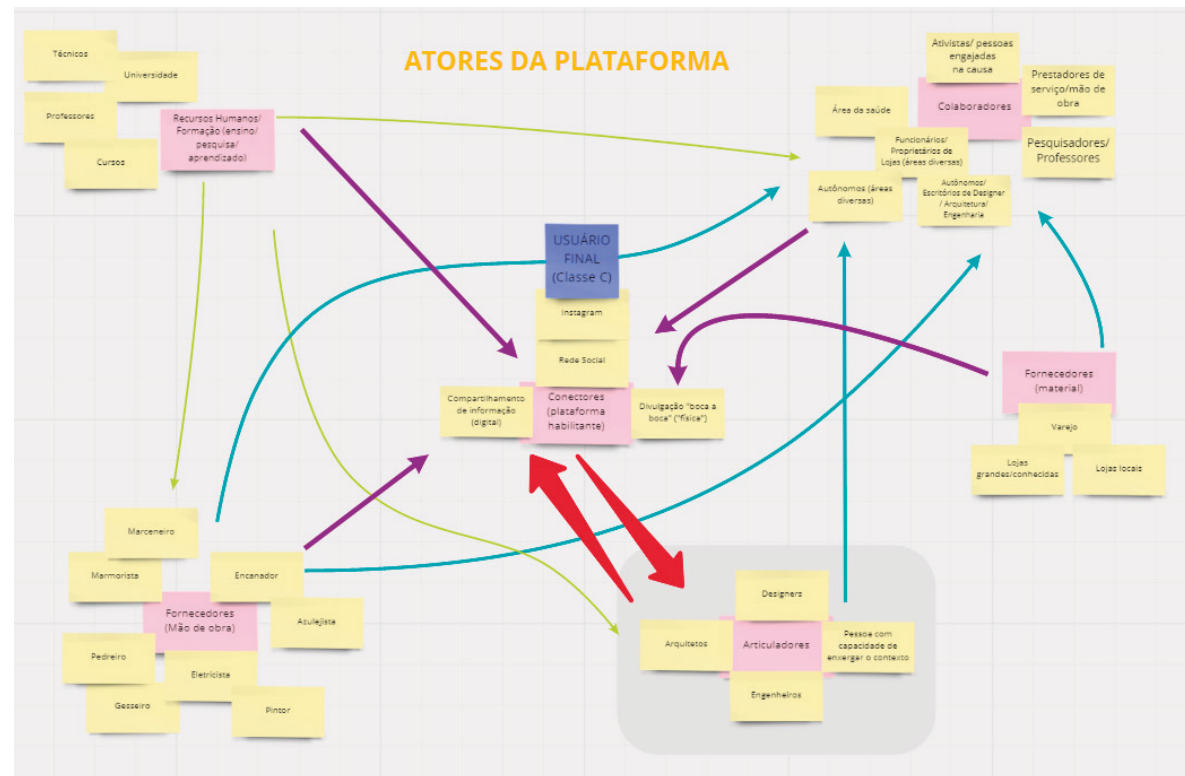 ATORES DA PLATAFORMA
Técnicos
Universidade
Professores
Cursos
Recursos Humanos/
Formação (ensino/
pesquisa/
aprendizado)
Ativistas/ pessoas
engajadas
na causa
Prestadores de
serviço/mão de
obra
Colaboradores
Área da saúde
Funcionários/
Proprietários de
Lojas (áreas diversas)
Pesquisadores/
Professores
Autônomos (áreas
diversas)
Autônomos/
Escritórios de Designer
/ Arquitetura/
Engenharia
USUÁRIO
FINAL
(Classe C)
Instagram
Rede Social
Compartilhamento
de informação
(digital)
Conectores
(plataforma
habilitante)
Divulgação "boca a
boca" ("física")
Fornecedores
(material)
Varejo
Lojas
grandes/conhecidas
Lojas locais
Marceneiro
Marmorista
Encanador
Fornecedores
(Mão de obra)
Azulejista
Pedreiro
Eletricista
Gesseiro
Pintor
Designers
Arquitetos
Articuladores
Pessoa com
capacidade de
enxergar o contexto
Engenheiros